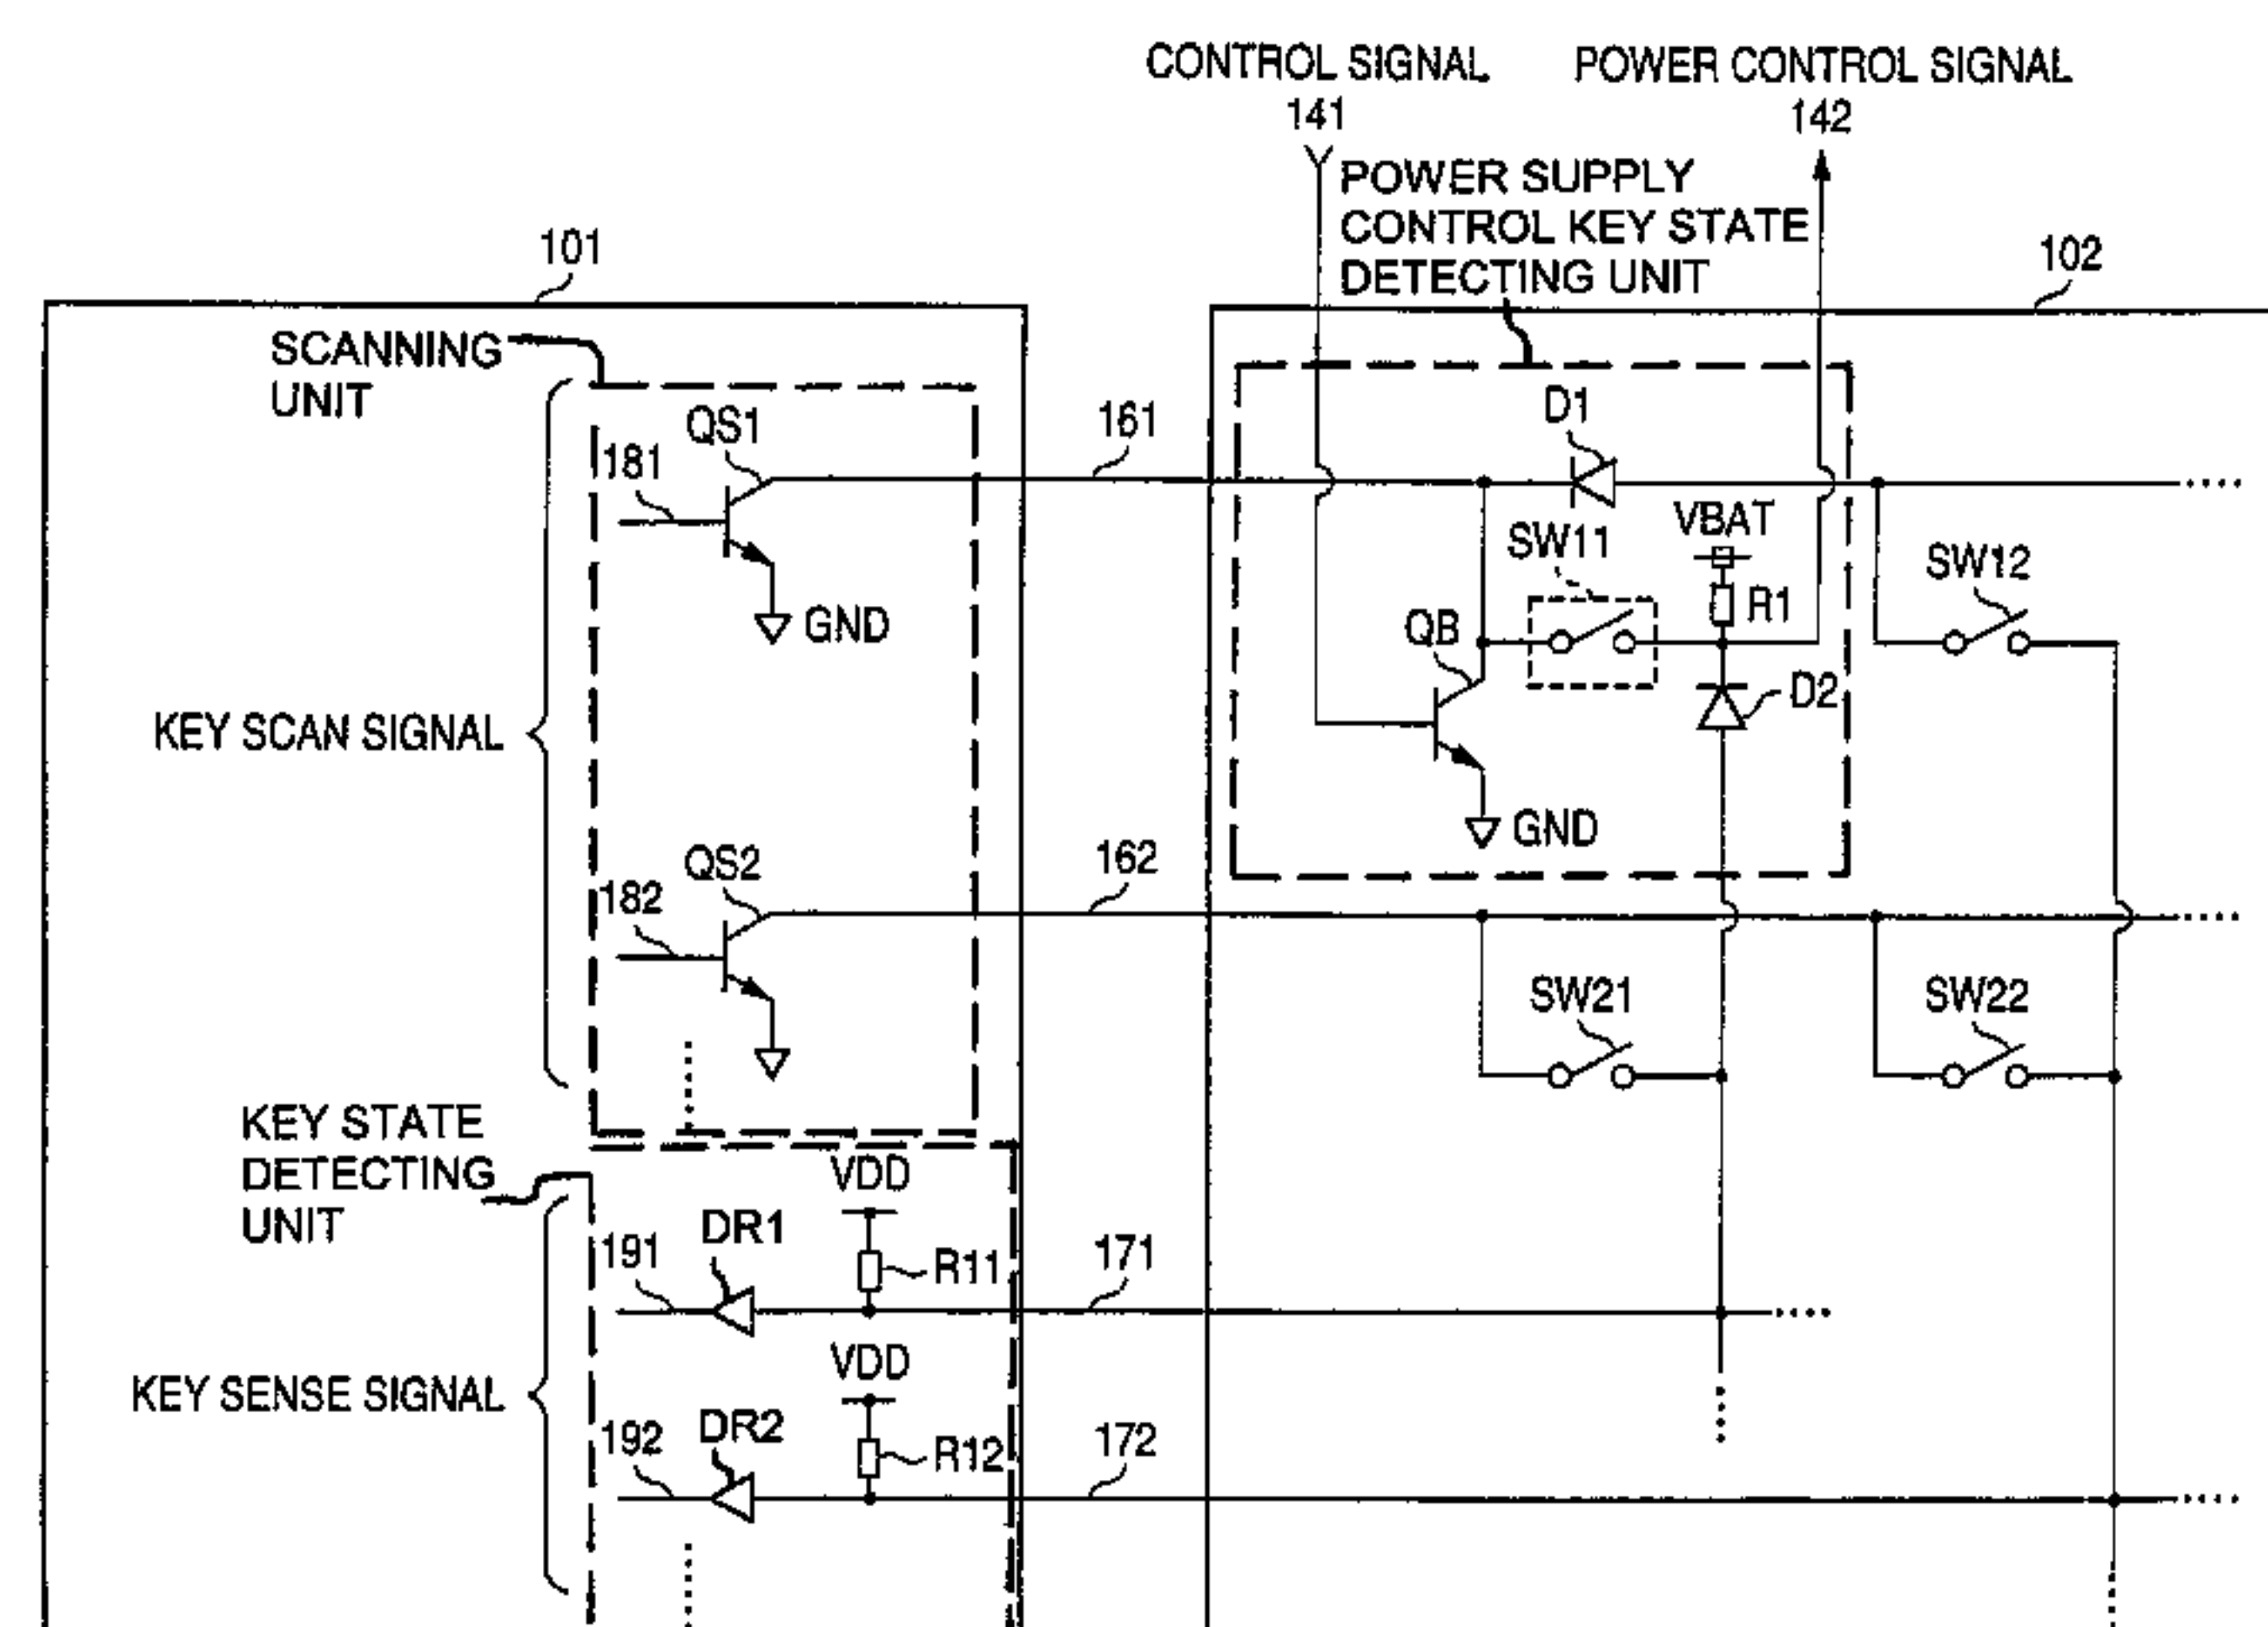 CONTROL SIGNAL
141
POWER CONTROL SIGNAL
142
POWER SUPPLY
CONTROL KEY STATE
DETECTING UNIT
101
102
SCANNING
UNIT
QS1
181
161
D1
VBAT
SW11
R1
SW12
GND
QB
D2
KEY SCAN SIGNAL
GND
QS2
182
162
SW21
SW22
KEY STATE
DETECTING
UNIT
VDD
DR1
191
R11
171
VDD
KEY SENSE SIGNAL
DR2
192
R12
172